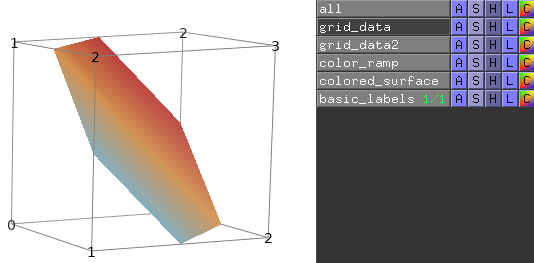 1
2
2
3
0
1
2
all A S H L C
grid_data A S H L C
grid_data2 A S H L C
color_ramp A S H L C
colored_surface A S H L C
basic_labels 1/1 A S H L C